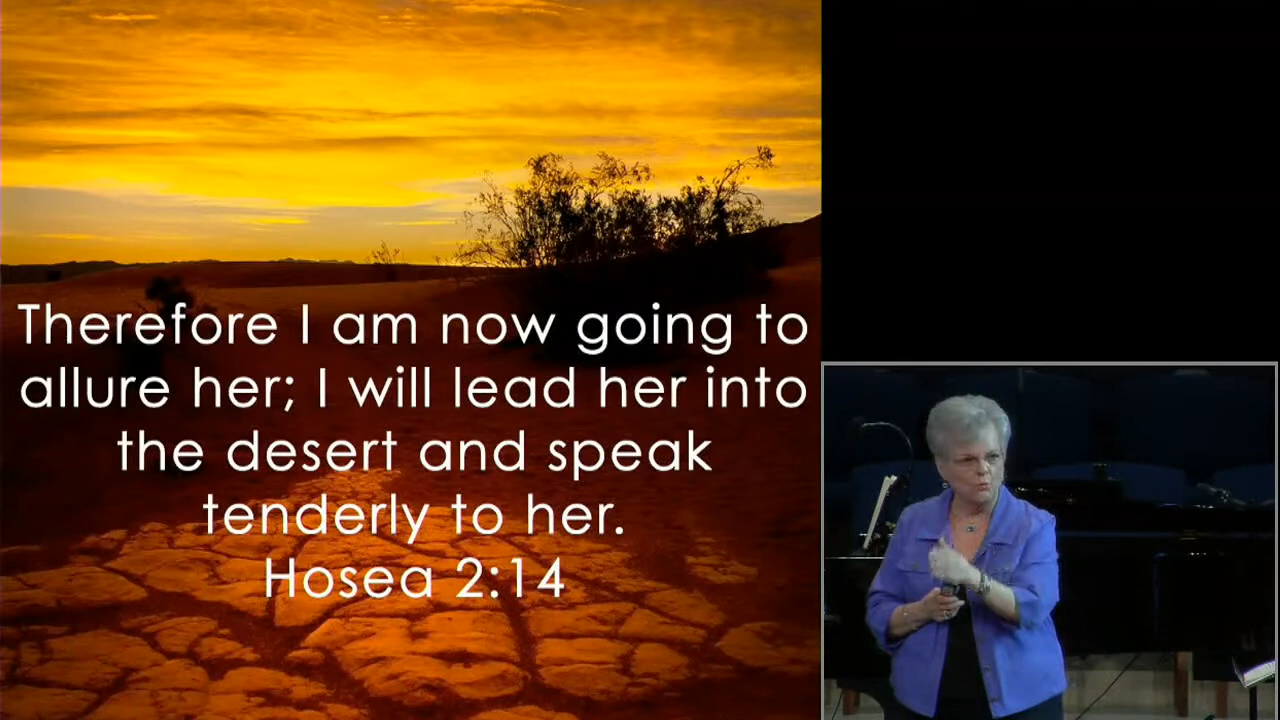 Therefore I am now going to
allure her; I will lead her into
the desert and speak
tenderly to her.
Hosea 2:14